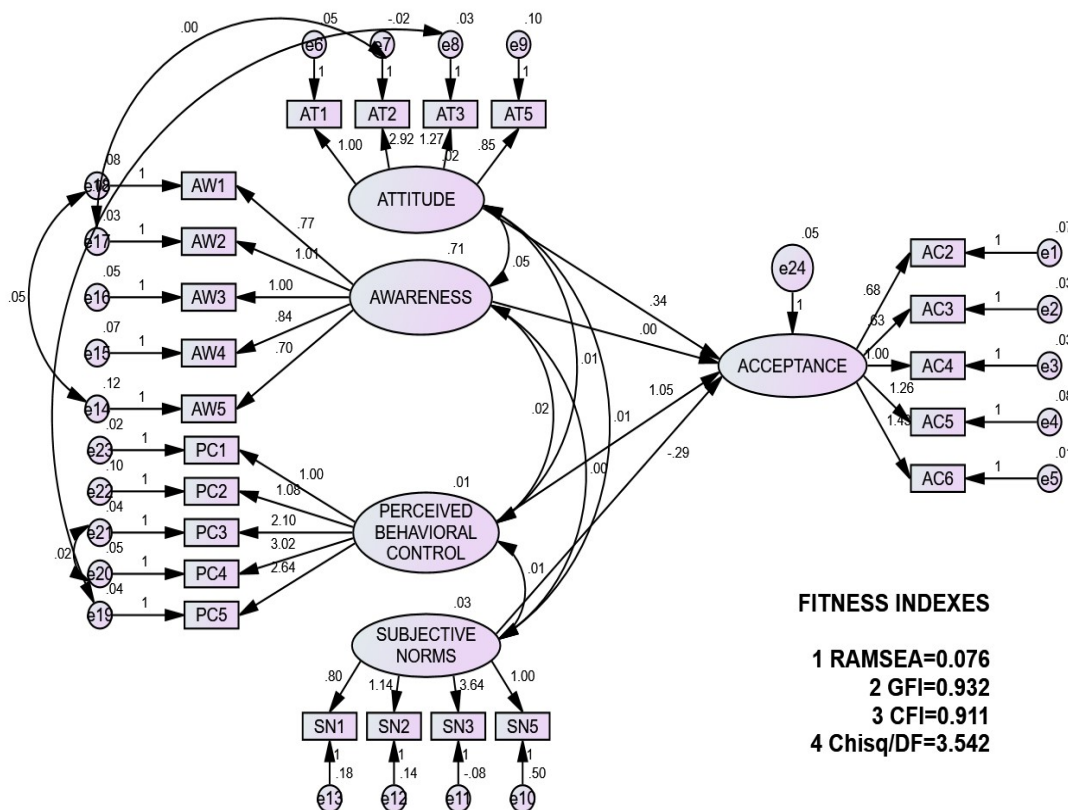 .00
.05
-.02
.03
.10
e6
e7
e8
e9
1
1
1
1
AT1
AT2
AT3
AT5
1.00
2.92
1.27
.85
.02
ATTITUDE
.08
1
AW1
.77
.03
e17
1
AW2
1.01
.05
e16
1
AW3
1.00
.07
e15
1
AW4
.84
.12
e14
1
AW5
.70
.05
.71
AWARENESS
.05
.34
.00
.05
e24
1
ACCEPTANCE
.68
.63
1.00
1.26
AC2
1
e1
.07
AC3
1
e2
.03
AC4
1
e3
.03
AC5
1
e4
.08
AC6
1
e5
.01
.02
e23
1
PC1
1.00
.10
e22
1
PC2
1.08
.04
e21
1
PC3
2.10
.05
e20
1
PC4
3.02
.04
e19
1
PC5
2.64
.02
.01
PERCEIVED
BEHAVIORAL
CONTROL
.02
.01
.01
.00
1.05
-.29
.01
.03
SUBJECTIVE
NORMS
.80
1.14
3.64
1.00
SN1
SN2
SN3
SN5
1
1
1
1
.18
.14
-.08
.50
e13
e12
e11
e10
FITNESS INDEXES
1 RAMSEA=0.076
2 GFI=0.932
3 CFI=0.911
4 Chisq/DF=3.542